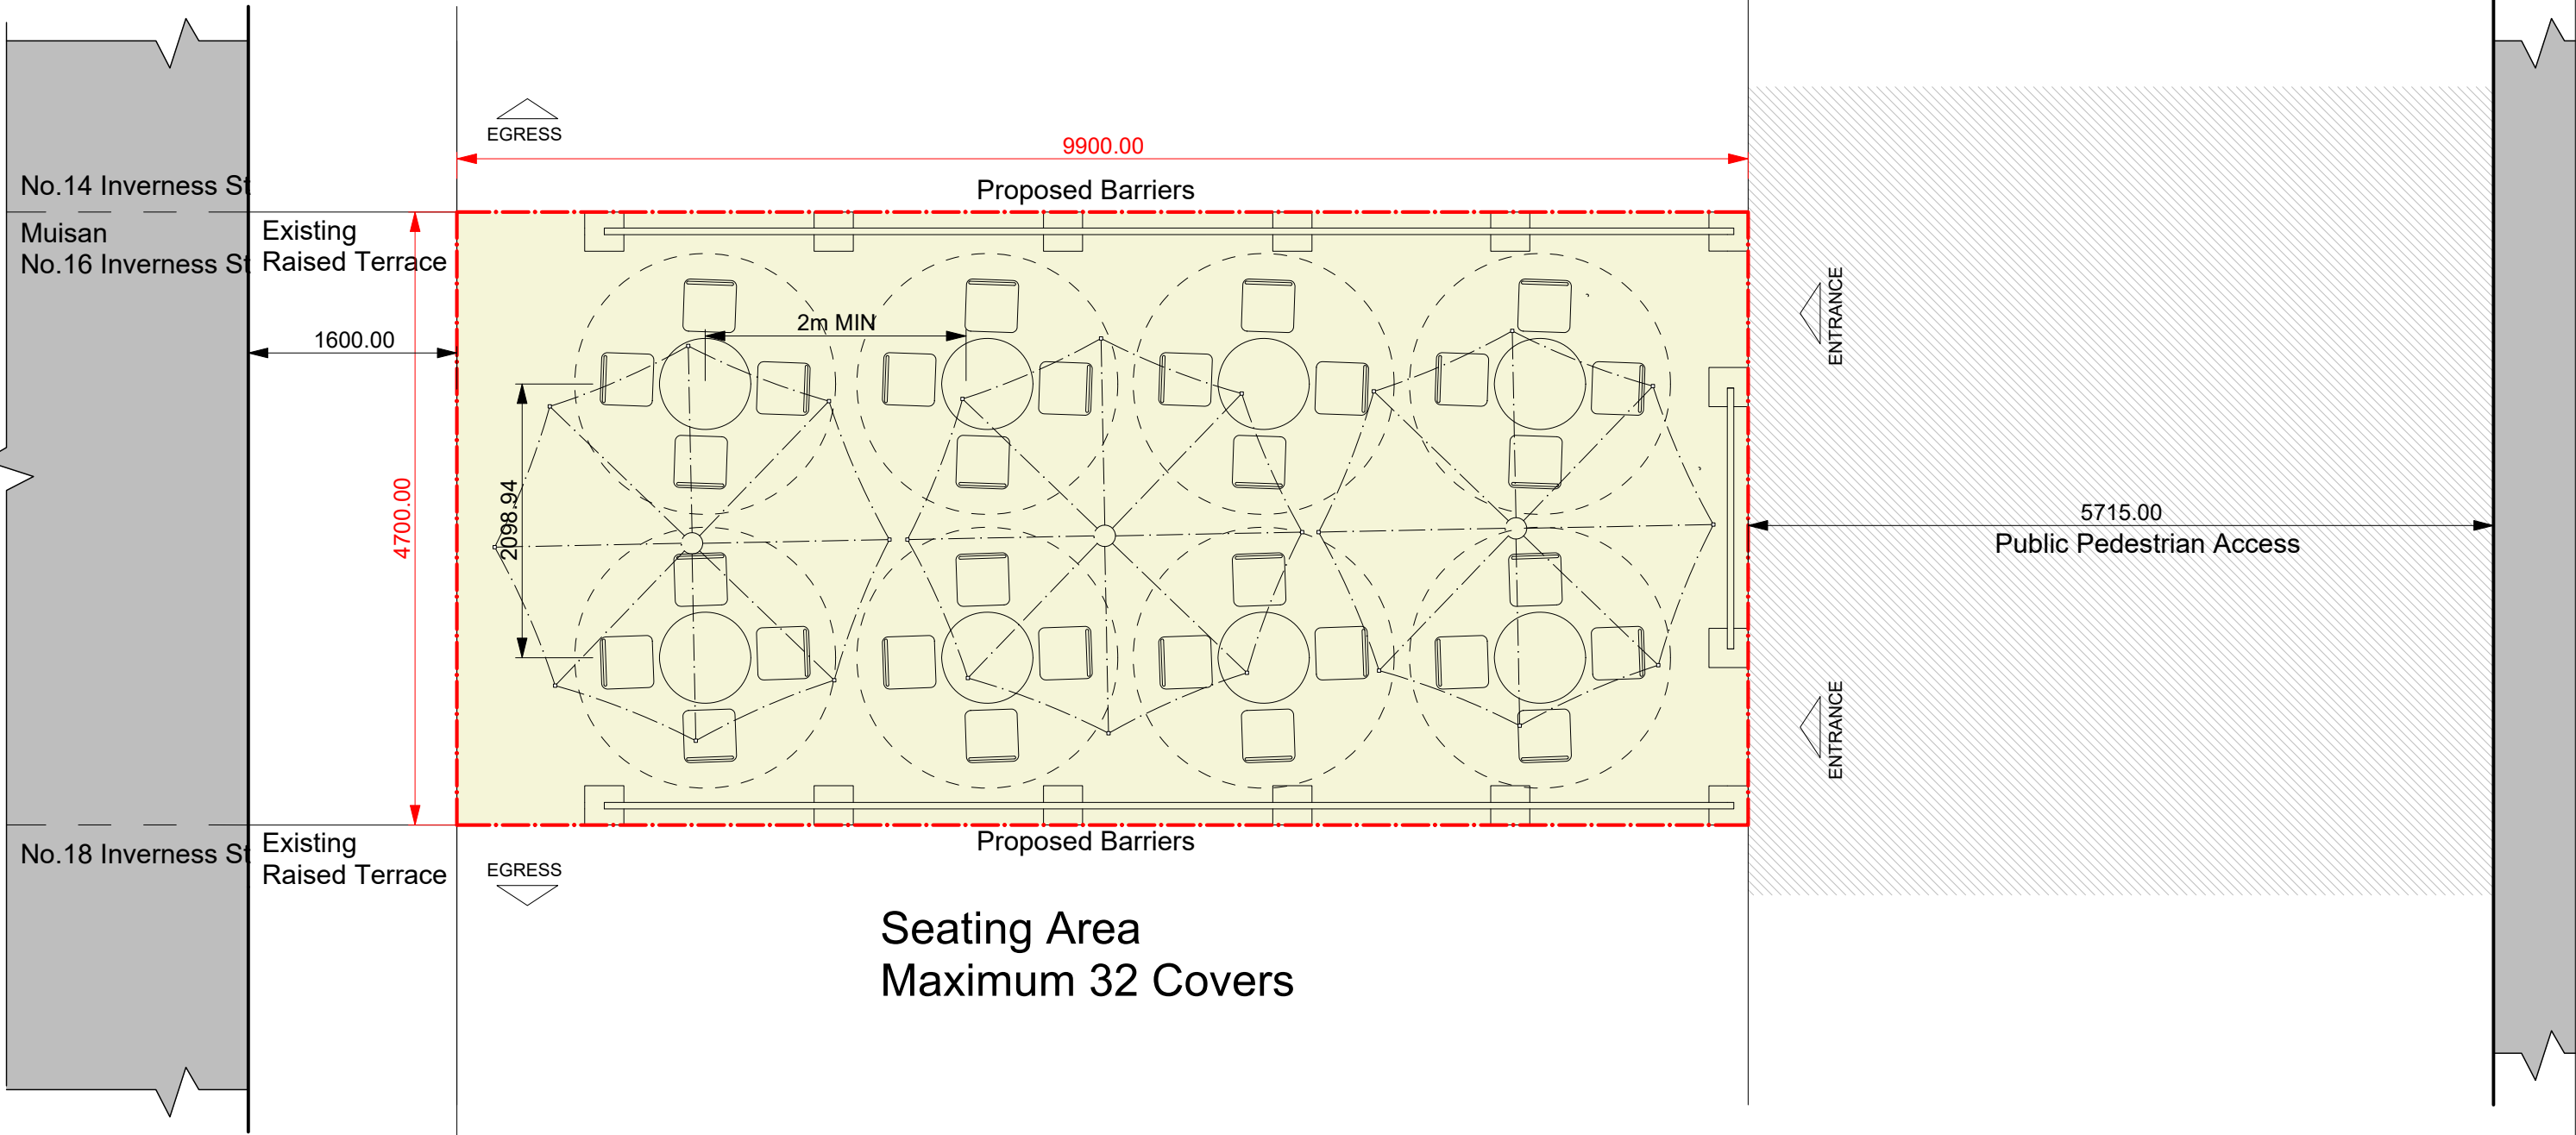 EGRESS
9900.00
No.14 Inverness St
Proposed Barriers
Muisan
No.16 Inverness St
Existing
Raised Terrace
1600.00
2m MIN
ENTRANCE
4700.00
2098.94
5715.00
Public Pedestrian Access
ENTRANCE
No.18 Inverness St
Existing
Raised Terrace
Proposed Barriers
EGRESS
Seating Area
Maximum 32 Covers